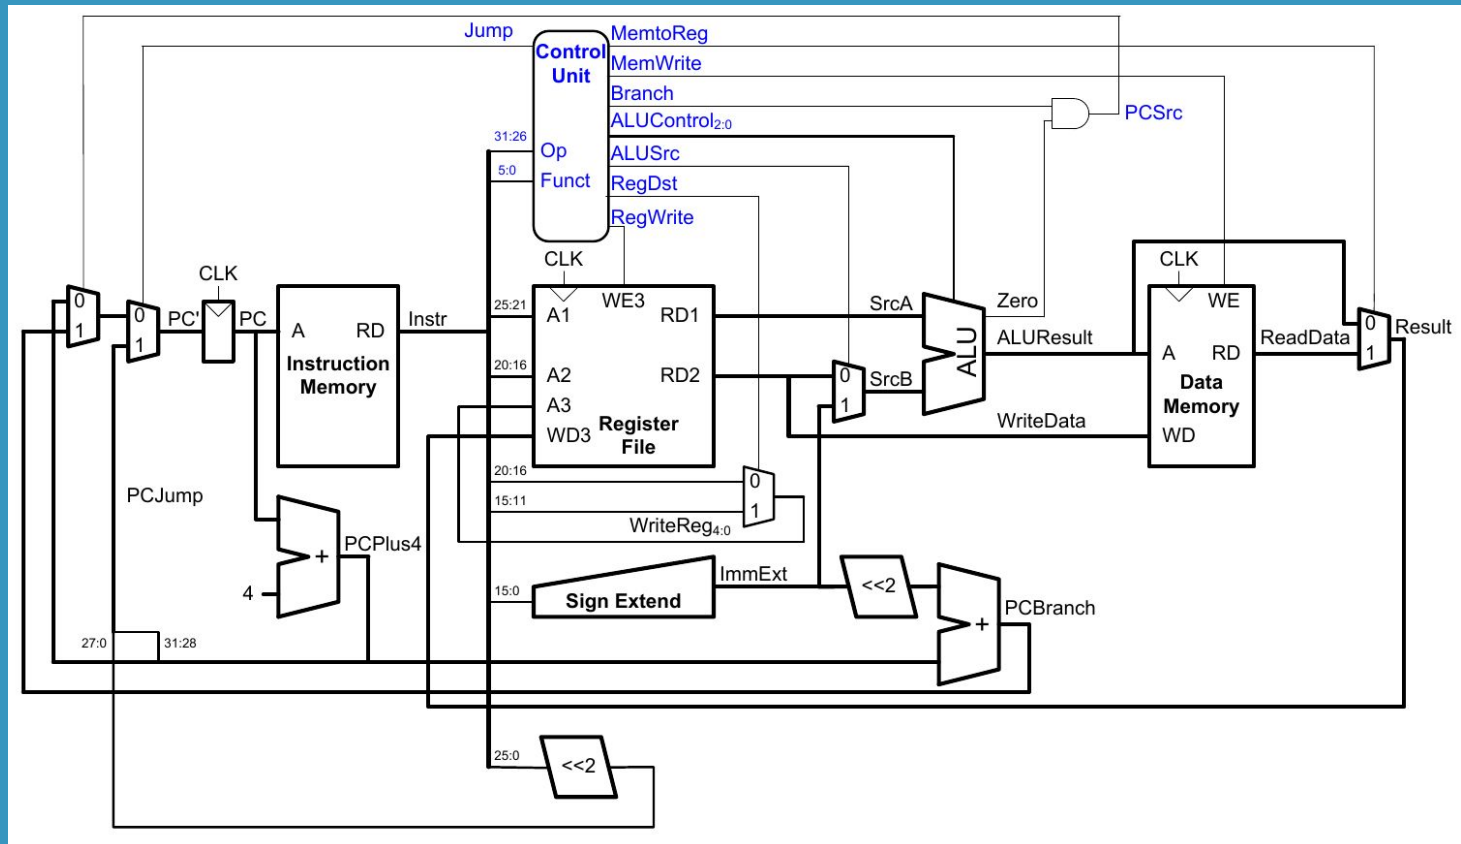 Jump
Control
Unit
MemtoReg
MemWrite
Branch
PCSrc
ALUControl2:0
31:26
Op
ALUSrc
5:0
Funct
RegDst
RegWrite
CLK
CLK
CLK
0
1
0
1
PC'
PC
A
RD
Instruction
Memory
Instr
25:21
A1
WE3
RD1
20:16
A2
RD2
A3
WD3
Register
File
SrcA
0
1
SrcB
ALU
Zero
ALUResult
WriteData
WE
A
RD
Data
Memory
WD
ReadData
0
1
Result
20:16
0
15:11
1
WriteReg4:0
PCJump
PCPlus4
+
4
15:0
Sign Extend
ImmExt
<<2
+
PCBranch
27:0
31:28
25:0
<<2